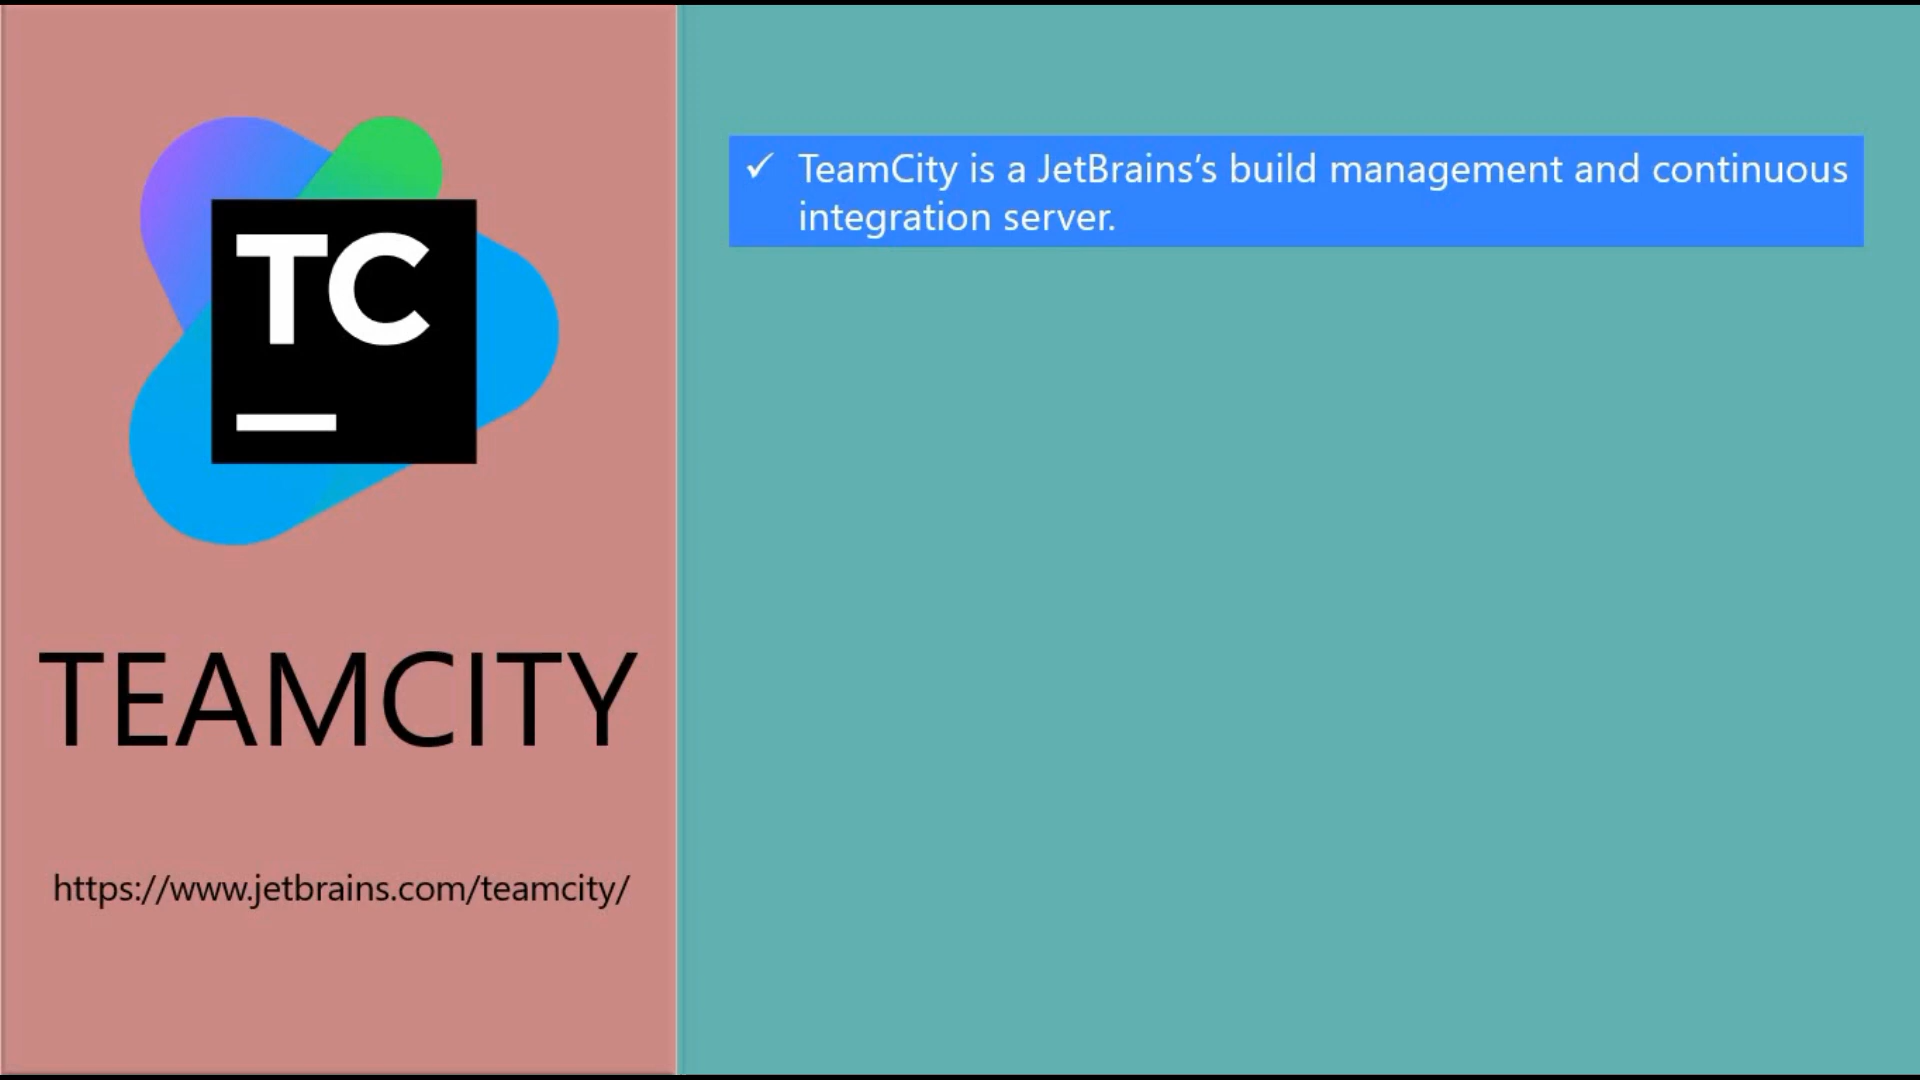 TC
TEAMCITY
https://www.jetbrains.com/teamcity/
✓ TeamCity is a JetBrains’s build management and continuous
integration server.